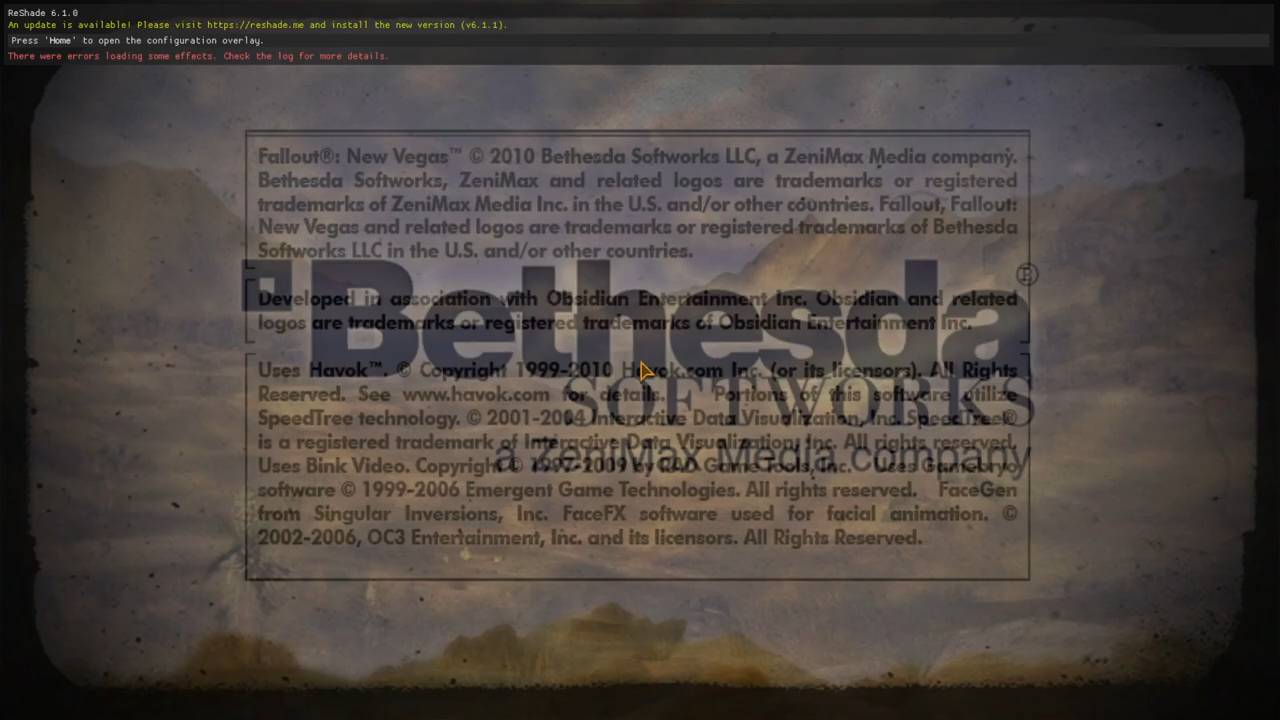 ReShade 6.1.0
An update is available! Please visit https://reshade.me and install the new version (v6.1.1).
Press 'Home' to open the configuration overlay.
There were errors loading some effects. Check the log for more details.
Fallout®: New Vegas™ © 2010 Bethesda Softworks LLC, a ZeniMax Media company.
Bethesda Softworks, ZeniMax and related logos are trademarks or registered
trademarks of ZeniMax Media Inc. in the U.S. and/or other countries. Fallout, Fallout:
New Vegas and related logos are trademarks or registered trademarks of Bethesda
Softworks LLC in the U.S. and/or other countries.
Bethesda®
Developed in association with Obsidian Entertainment Inc. Obsidian and related
logos are trademarks or registered trademarks of Obsidian Entertainment Inc.
Uses Havok™. © Copyright 1999-2010 Havok.com Inc. (or its licensors). All Rights
Reserved. See www.havok.com for details. Portions of this software utilize
SOFTWORKS
SpeedTree technology. © 2001-2004 Interactive Data Visualization, Inc. SpeedTree®
is a registered trademark of Interactive Data Visualization, Inc. All rights reserved.
a ZeniMax Media company
Uses Bink Video. Copyright © 1997-2009 by RAD Game Tools, Inc. Uses Gamebryo
software © 1999-2006 Emergent Game Technologies. All rights reserved. FaceGen
from Singular Inversions, Inc. FaceFX software used for facial animation. ©
2002-2006, OC3 Entertainment, Inc. and its licensors. All Rights Reserved.